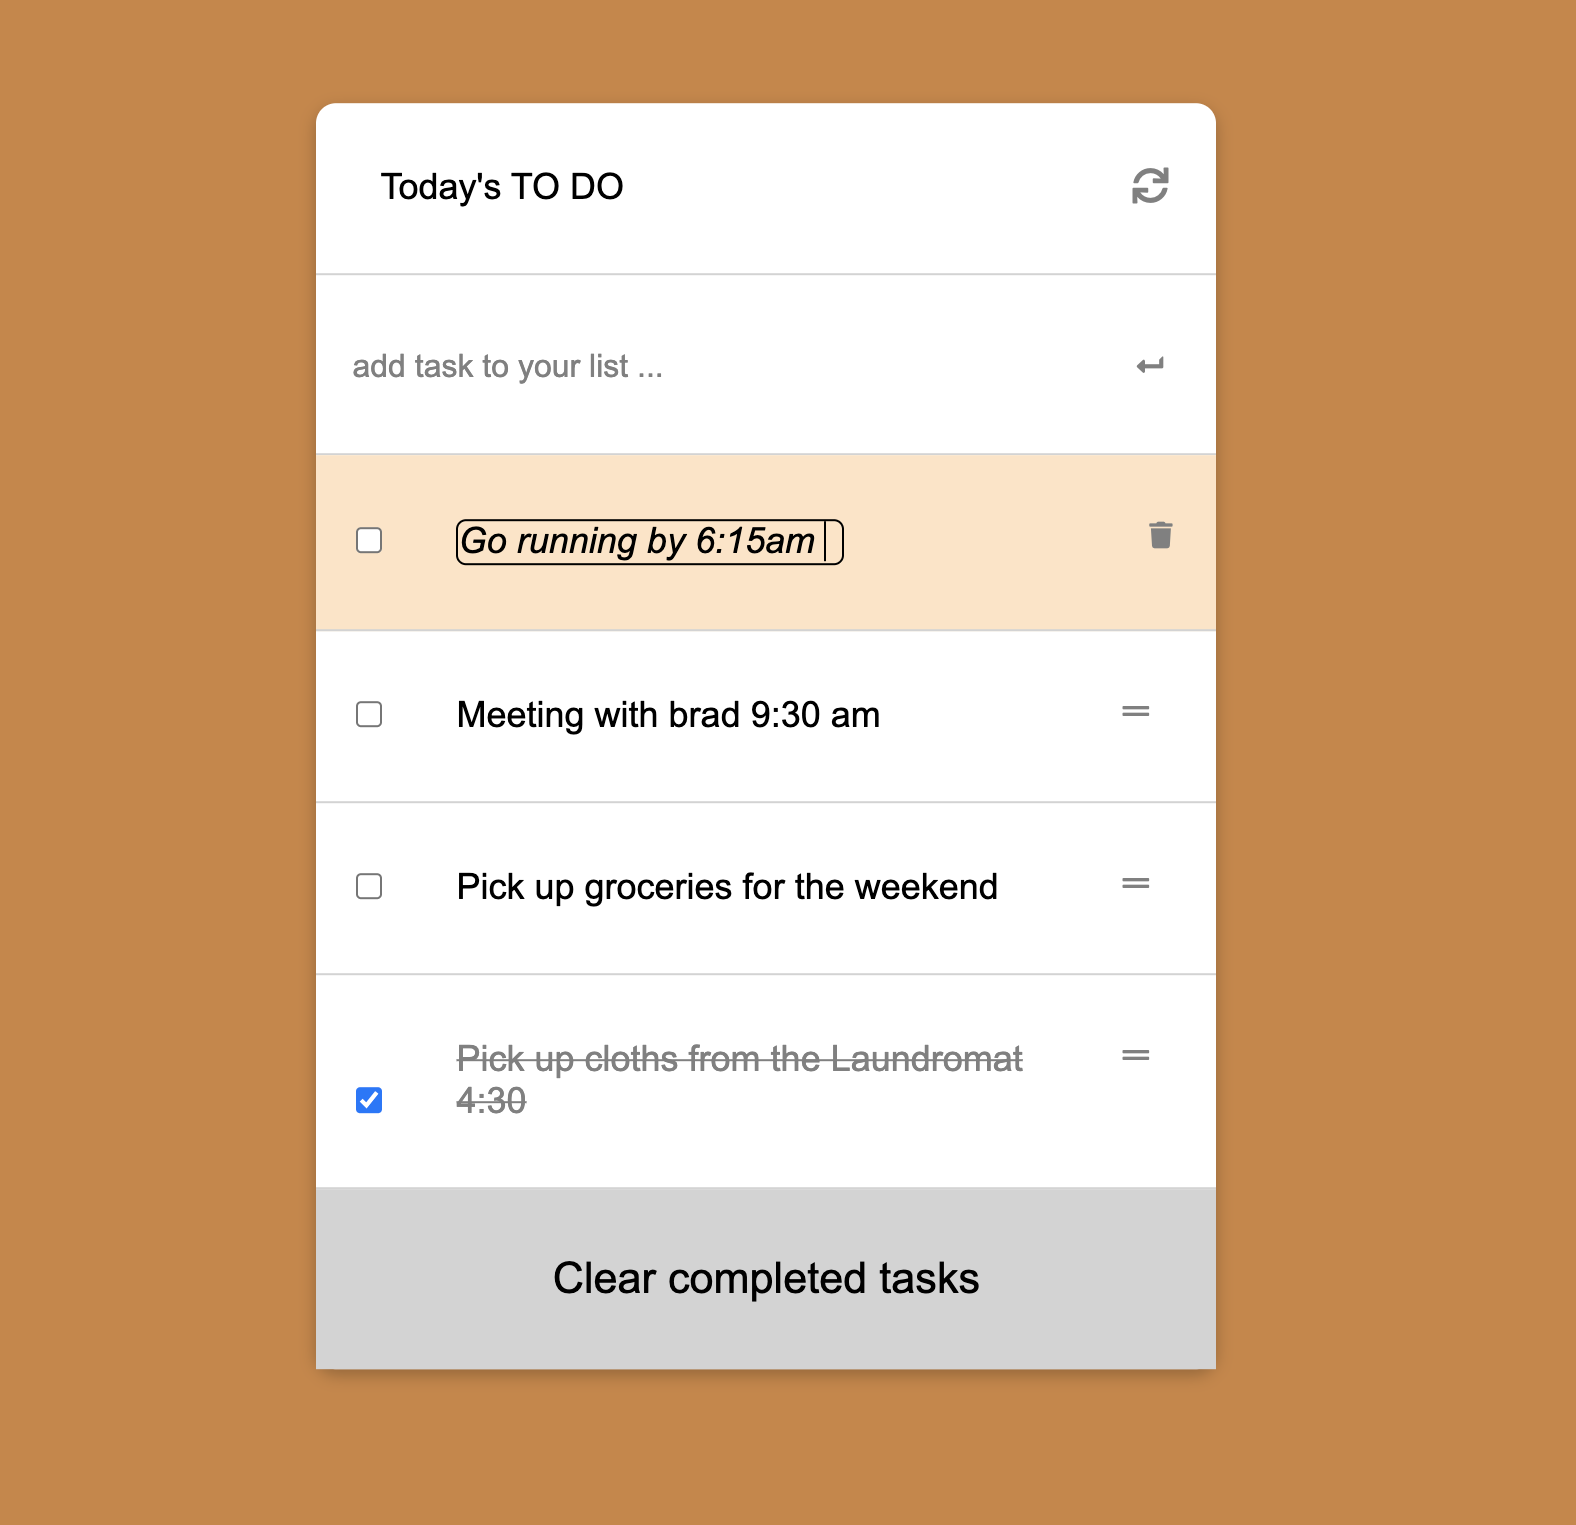 Today's TO DO
add task to your list ...
Go running by 6:15am
Meeting with brad 9:30 am
Pick up groceries for the weekend
Pick up cloths from the Laundromat
4:30
Clear completed tasks